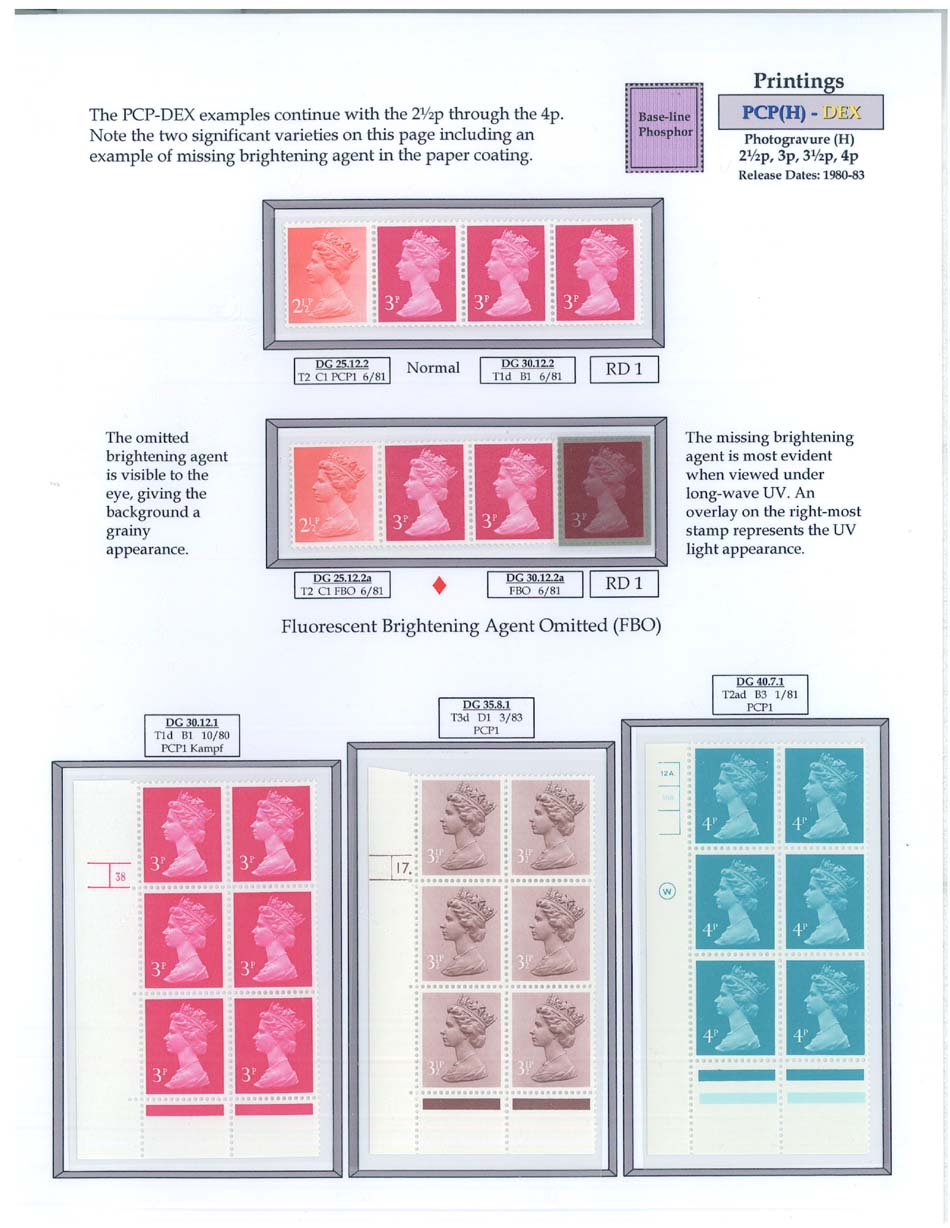 The PCP-DEX examples continue with the 2½p through the 4p.
Note the two significant varieties on this page including an
example of missing brightening agent in the paper coating.
Base-line
Phosphor
Printings
PCP(H) - DEX
Photogravure (H)
2½p, 3p, 3½p, 4p
Release Dates: 1980-83
2½P
3P
3P
3P
DG 25.12.2
T2 C1 PCP1 6/81
Normal
DG 30.12.2
T1d B1 6/81
RD 1
The omitted
brightening agent
is visible to the
eye, giving the
background a
grainy
appearance.
2½P
3P
3P
3P
The missing brightening
agent is most evident
when viewed under
long-wave UV. An
overlay on the right-most
stamp represents the UV
light appearance.
DG 25.12.2a
T2 C1 FBO 6/81
DG 30.12.2a
FBO 6/81
RD 1
Fluorescent Brightening Agent Omitted (FBO)
DG 30.12.1
T1d B1 10/80
PCP1 Kampf
38
3P
3P
3P
3P
3P
3P
DG 35.8.1
T3d D1 3/83
PCP1
17.
3½P
3½P
3½P
3½P
3½P
3½P
DG 40.7.1
T2ad B3 1/81
PCP1
12A
W
4P
4P
4P
4P
4P
4P